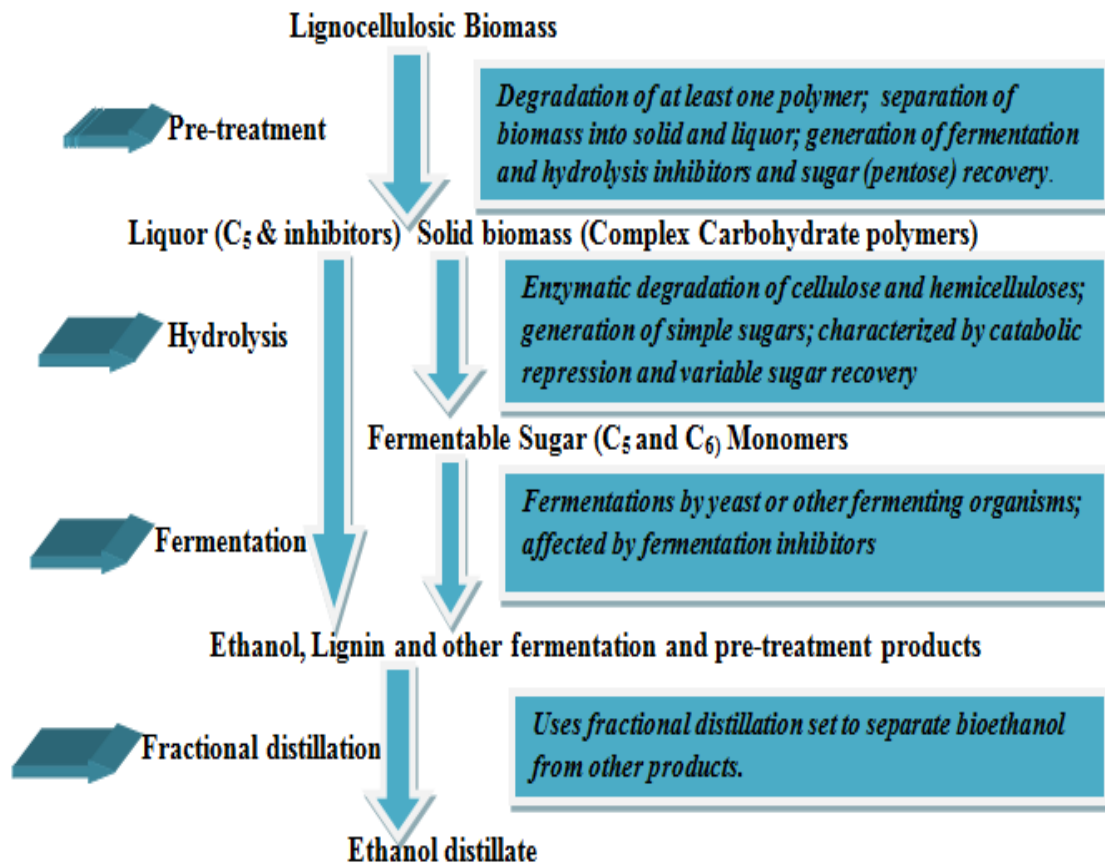 Lignocellulosic Biomass
Pre-treatment
Degradation of at least one polymer; separation of
biomass into solid and liquor; generation of fermentation
and hydrolysis inhibitors and sugar (pentose) recovery.
Liquor (C₅ & inhibitors) Solid biomass (Complex Carbohydrate polymers)
Hydrolysis
Enzymatic degradation of cellulose and hemicelluloses;
generation of simple sugars; characterized by catabolic
repression and variable sugar recovery
Fermentable Sugar (C₅ and C₆) Monomers
Fermentation
Fermentations by yeast or other fermenting organisms;
affected by fermentation inhibitors
Ethanol, Lignin and other fermentation and pre-treatment products
Fractional distillation
Uses fractional distillation set to separate bioethanol
from other products.
Ethanol distillate